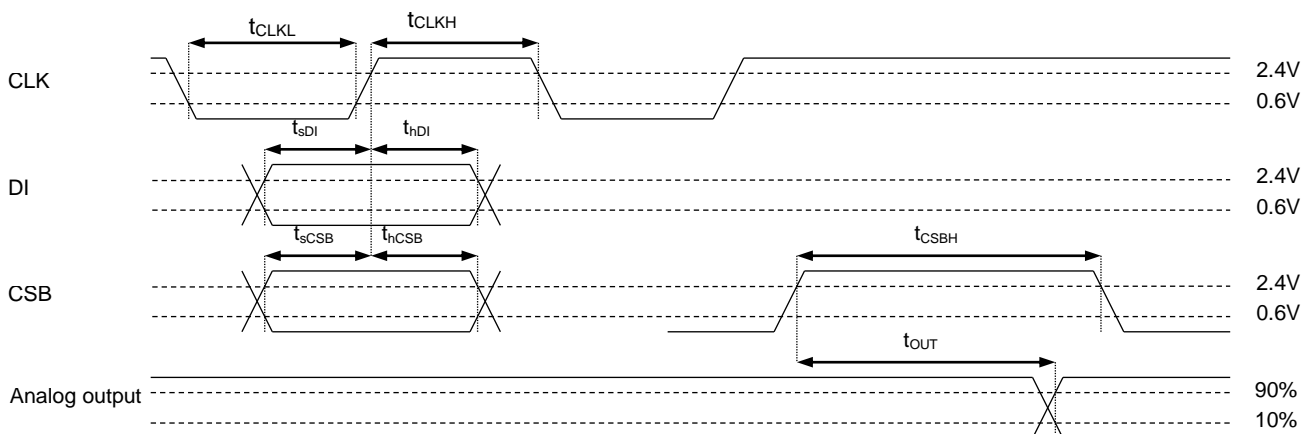 tCLKL
tCLKH
CLK
2.4V
0.6V
tsDI
thDI
DI
2.4V
0.6V
tsCSB
thCSB
tCSBH
CSB
2.4V
0.6V
tOUT
Analog output
90%
10%